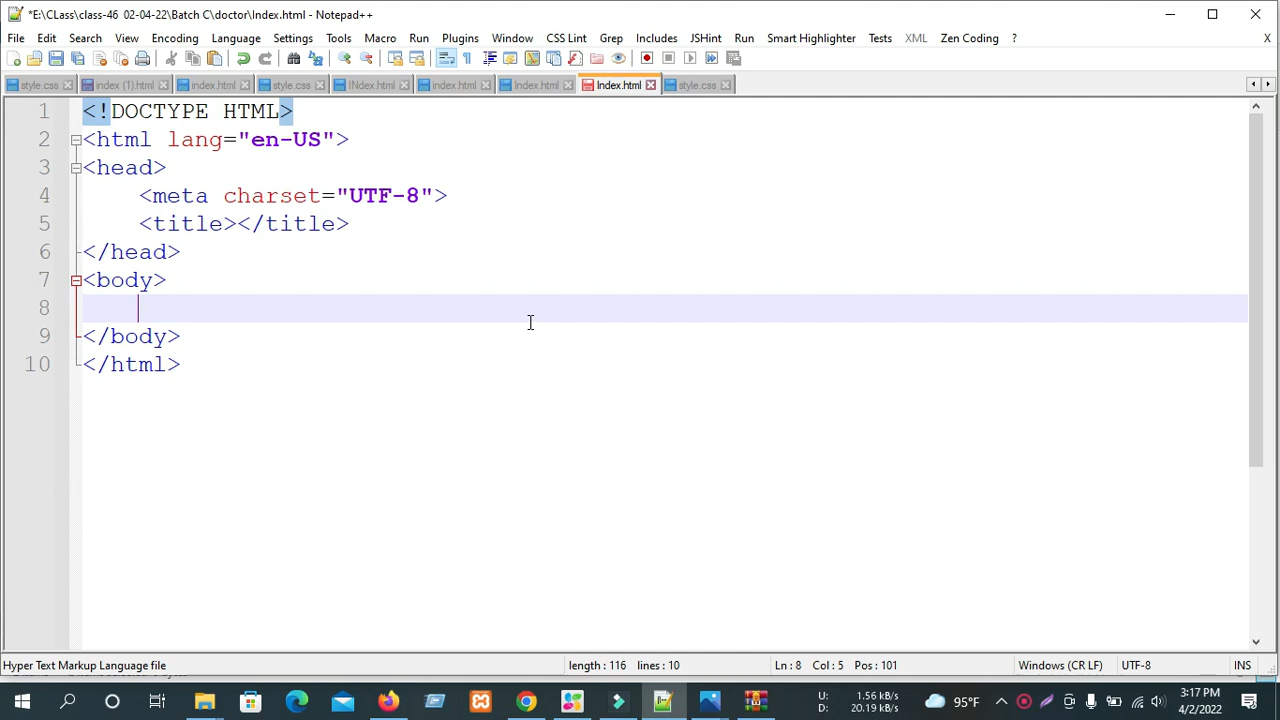 *E:\CLass\class-46 02-04-22\Batch C\doctor\Index.html - Notepad++
File Edit Search View Encoding Language Settings Tools Macro Run Plugins Window CSS Lint Grep Includes JSHint Run Smart Highlighter Tests XML Zen Coding ? X
style.css index (1).html index.html style.css INdex.html index.html Index.html Index.html style.css
1 <!DOCTYPE HTML>
2 <html lang="en-US">
3 <head>
4 <meta charset="UTF-8">
5 <title></title>
6 </head>
7 <body>
8
9 </body>
10 </html>
Hyper Text Markup Language file length : 116 lines : 10 Ln : 8 Col : 5 Pos : 101 Windows (CR LF) UTF-8 INS
U: 1.56 kB/s 95°F 3:17 PM
D: 20.19 kB/s 4/2/2022